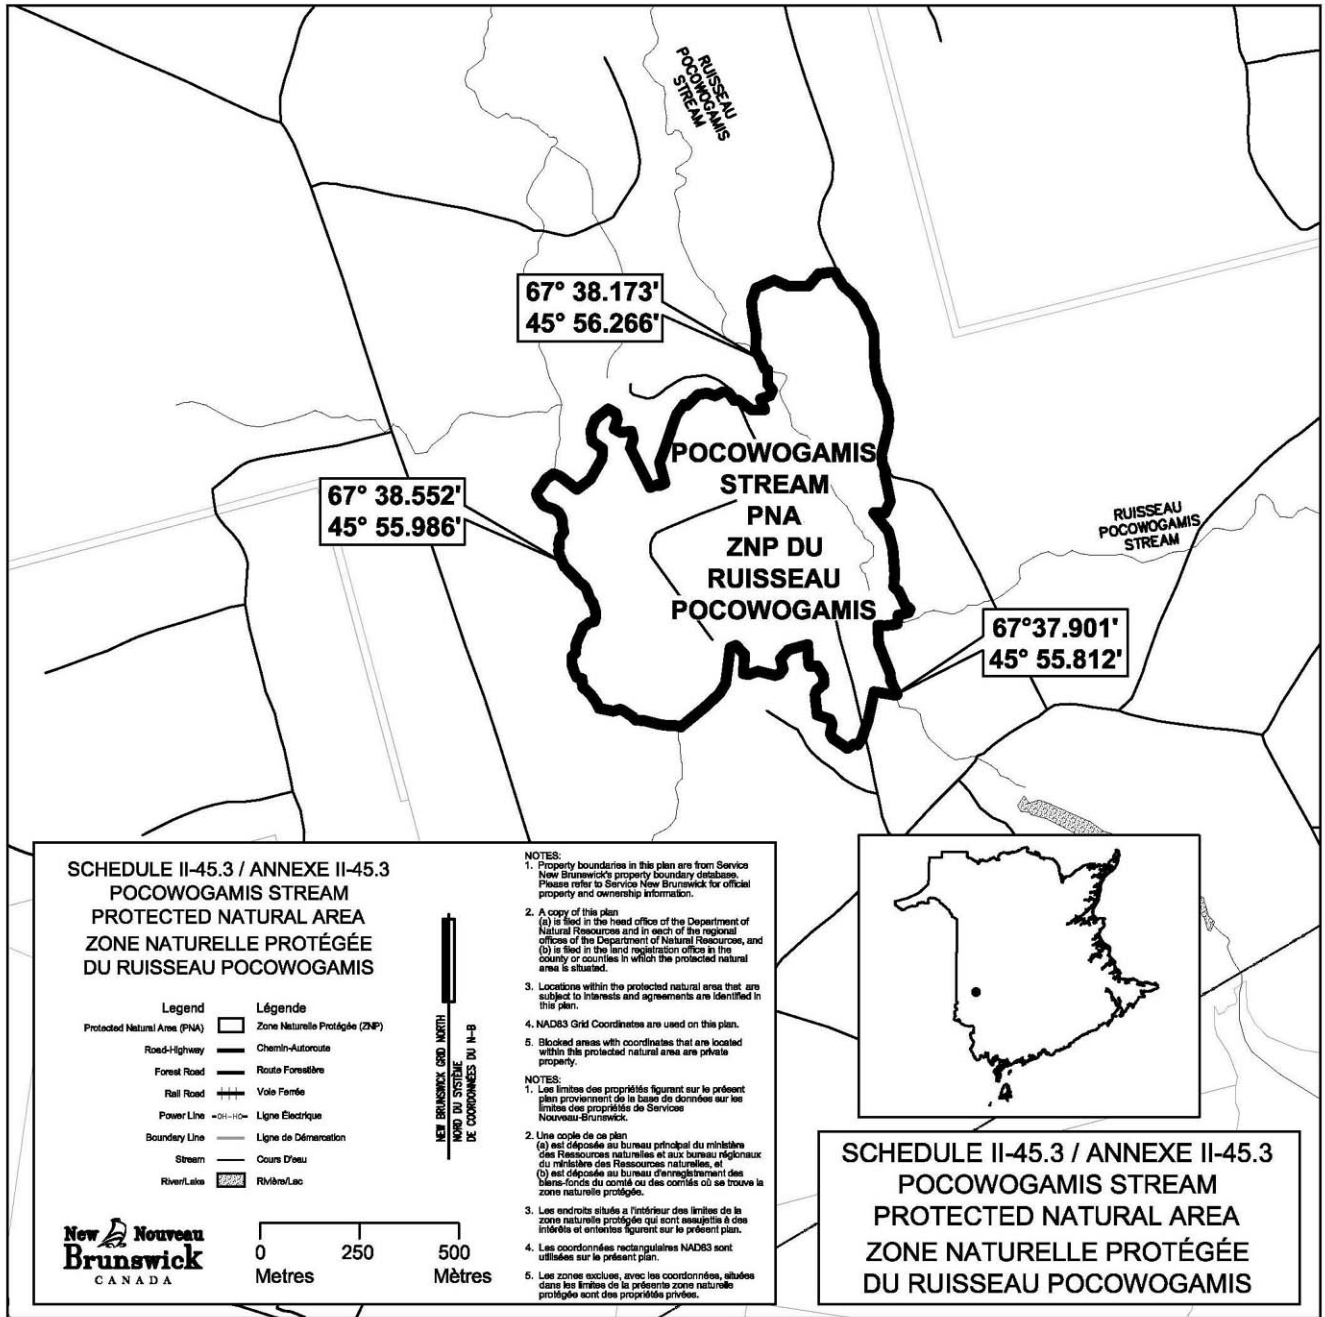 RUISSEAU
POCOWOGAMIS
STREAM
67° 38.173'
45° 56.266'
67° 38.552'
45° 55.986'
POCOWOGAMIS
STREAM
PNA
ZNP DU
RUISSEAU
POCOWOGAMIS
RUISSEAU
POCOWOGAMIS
STREAM
67°37.901'
45° 55.812'
SCHEDULE II-45.3 / ANNEXE II-45.3
POCOWOGAMIS STREAM
PROTECTED NATURAL AREA
ZONE NATURELLE PROTÉGÉE
DU RUISSEAU POCOWOGAMIS
Legend Légende
Protected Natural Area (PNA) Zone Naturelle Protégée (ZNP)
Road-Highway Chemin-Autoroute
Forest Road Route Forestière
Rail Road Voie Ferrée
Power Line -OH-HO- Ligne Électrique
Boundary Line Ligne de Démarcation
Stream Cours D'eau
River/Lake Rivière/Lac
NEW BRUNSWICK GRID NORTH
NORD DU SYSTÈME
DE COORDONNÉES DU N-B
New Nouveau
Brunswick
CANADA
0 250 500
Metres Mètres
NOTES:
1. Property boundaries in this plan are from Service
New Brunswick's property boundary database.
Please refer to Service New Brunswick for official
property and ownership information.
2. A copy of this plan
(a) is filed in the head office of the Department of
Natural Resources and in each of the regional
offices of the Department of Natural Resources, and
(b) is filed in the land registration office in the
county or counties in which the protected natural
area is situated.
3. Locations within the protected natural area that are
subject to interests and agreements are identified in
this plan.
4. NAD83 Grid Coordinates are used on this plan.
5. Blocked areas with coordinates that are located
within this protected natural area are private
property.
NOTES:
1. Les limites des propriétés figurant sur le présent
plan proviennent de la base de données sur les
limites des propriétés de Services
Nouveau-Brunswick.
2. Une copie de ce plan
(a) est déposée au bureau principal du ministère
des Ressources naturelles et aux bureau régionaux
du ministère des Ressources naturelles, et
(b) est déposée au bureau d'enregistrement des
biens-fonds du comté ou des comtés où se trouve la
zone naturelle protégée.
3. Les endroits situés a l'intérieur des limites de la
zone naturelle protégée qui sont assujettis à des
intérêts et ententes figurent sur le présent plan.
4. Les coordonnées rectangulaires NAD83 sont
utilisées sur le présent plan.
5. Les zones exclues, avec les coordonnées, situées
dans les limites de la présente zone naturelle
protégée sont des propriétés privées.
SCHEDULE II-45.3 / ANNEXE II-45.3
POCOWOGAMIS STREAM
PROTECTED NATURAL AREA
ZONE NATURELLE PROTÉGÉE
DU RUISSEAU POCOWOGAMIS